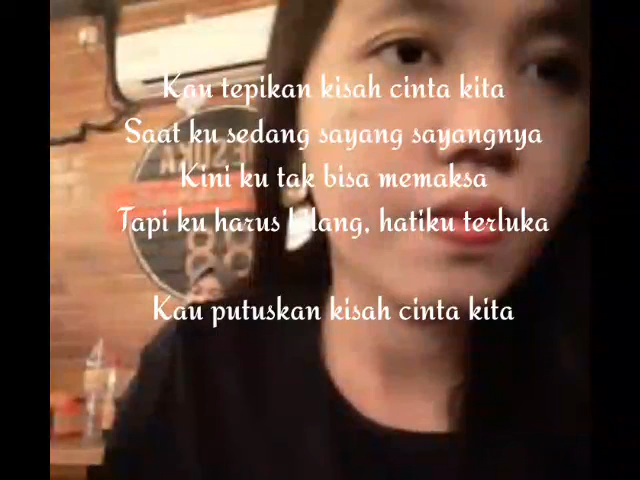 Kau tepikan kisah cinta kita
Saat ku sedang sayang sayangnya
Kini ku tak bisa memaksa
Tapi ku harus bilang, hatiku terluka
Kau putuskan kisah cinta kita